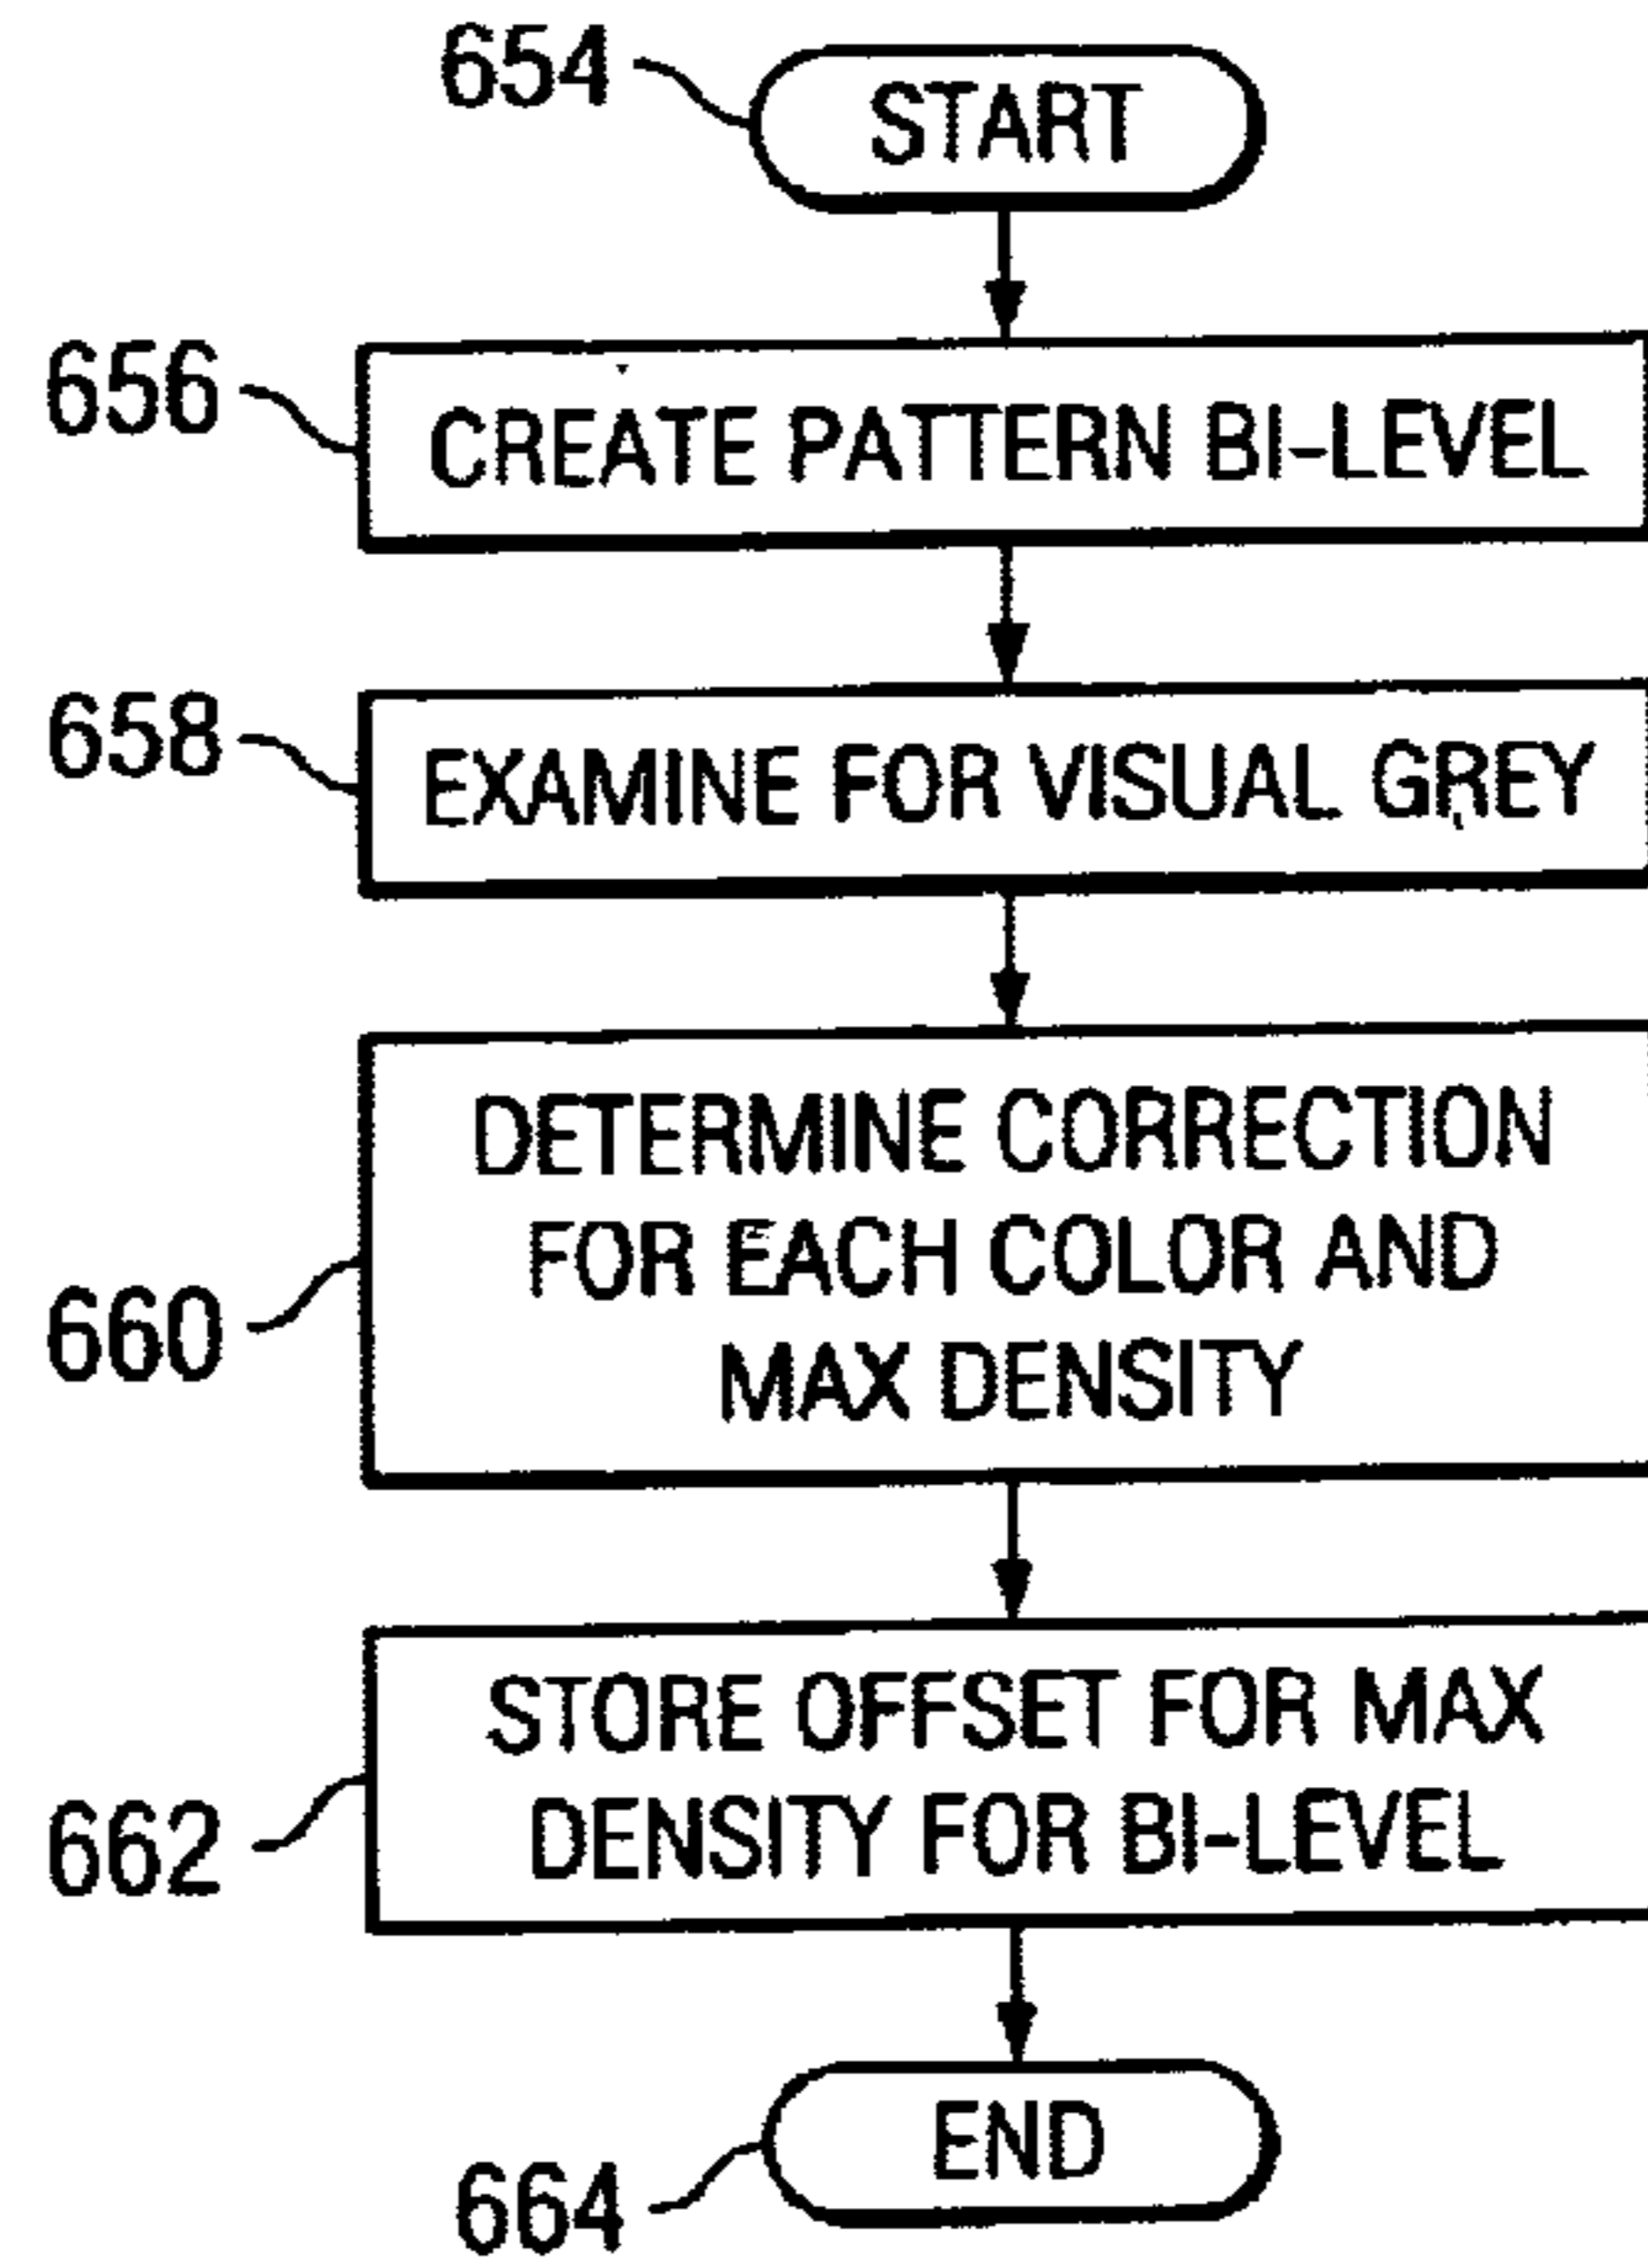 654
START
656
CREATE PATTERN BI-LEVEL
658
EXAMINE FOR VISUAL GREY
DETERMINE CORRECTION
FOR EACH COLOR AND
660
MAX DENSITY
STORE OFFSET FOR MAX
662
DENSITY FOR BI-LEVEL
END
664